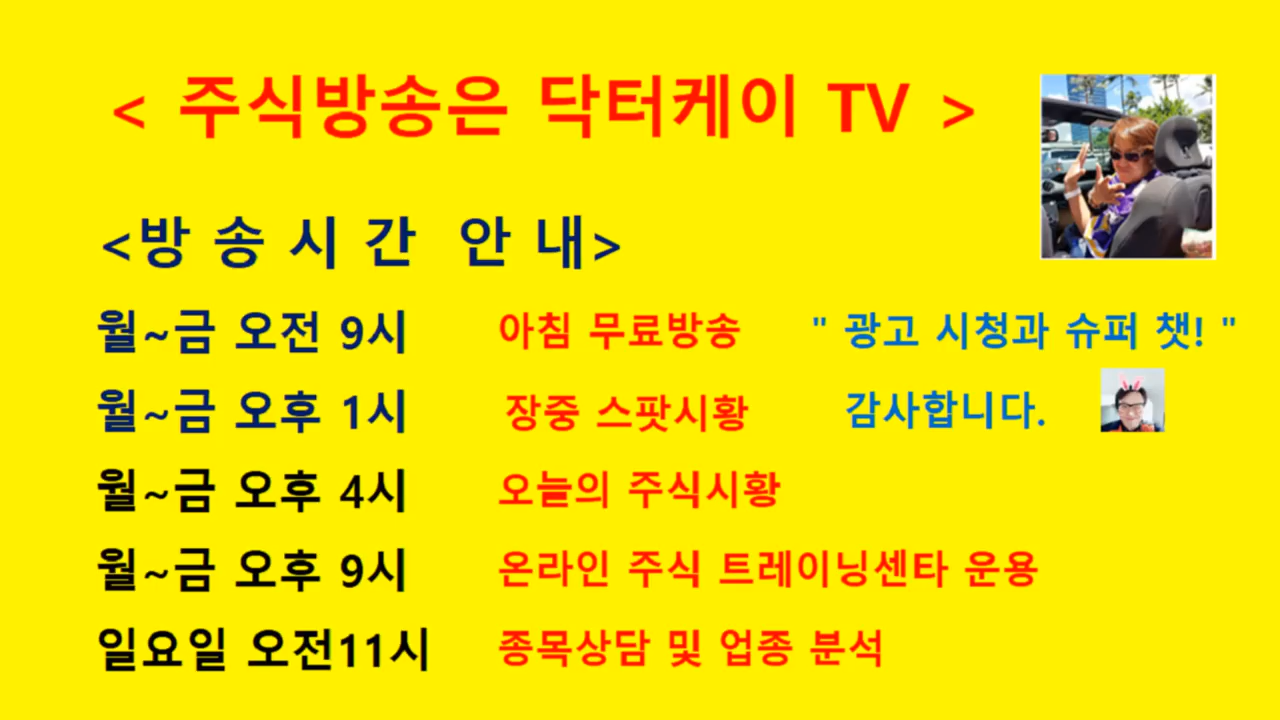 < 주식방송은 닥터케이 TV >
<방 송 시 간 안 내>
월~금 오전 9시 아침 무료방송 " 광고 시청과 슈퍼 챗! "
월~금 오후 1시 장중 스팟시황 감사합니다.
월~금 오후 4시 오늘의 주식시황
월~금 오후 9시 온라인 주식 트레이닝센타 운용
일요일 오전11시 종목상담 및 업종 분석